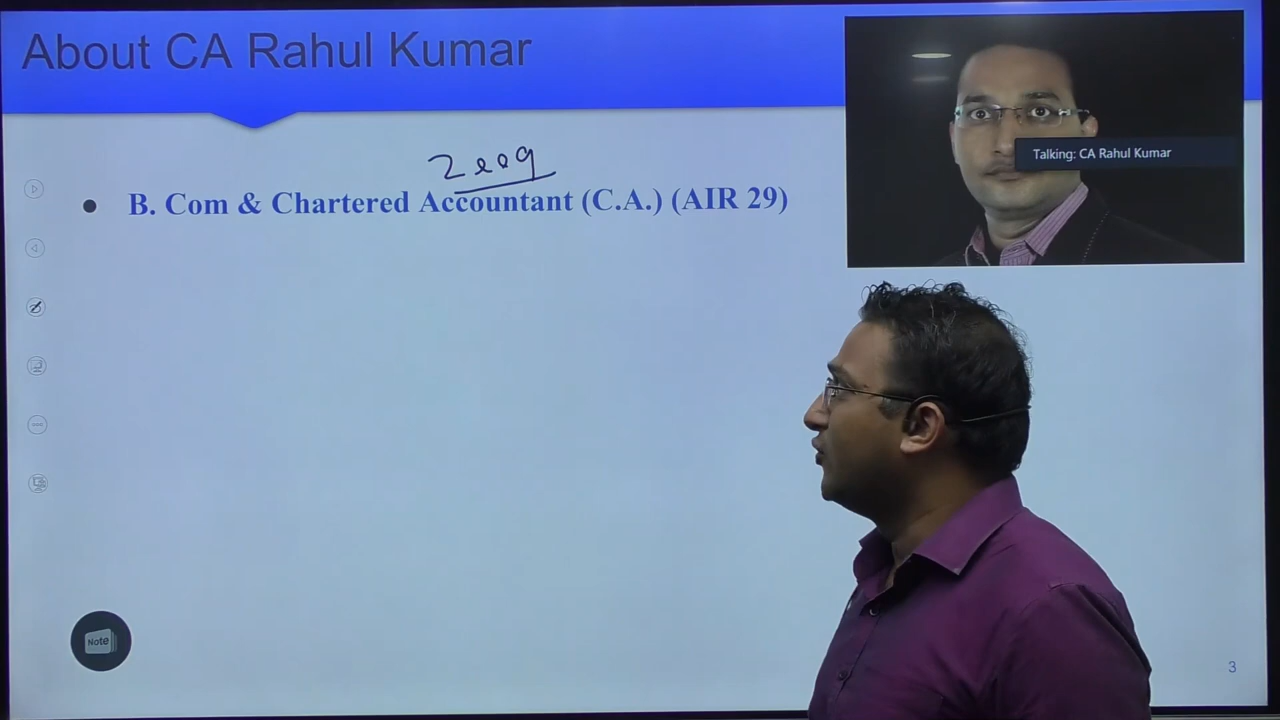 About CA Rahul Kumar
Talking: CA Rahul Kumar
2009
• B. Com & Chartered Accountant (C.A.) (AIR 29)
Note
3